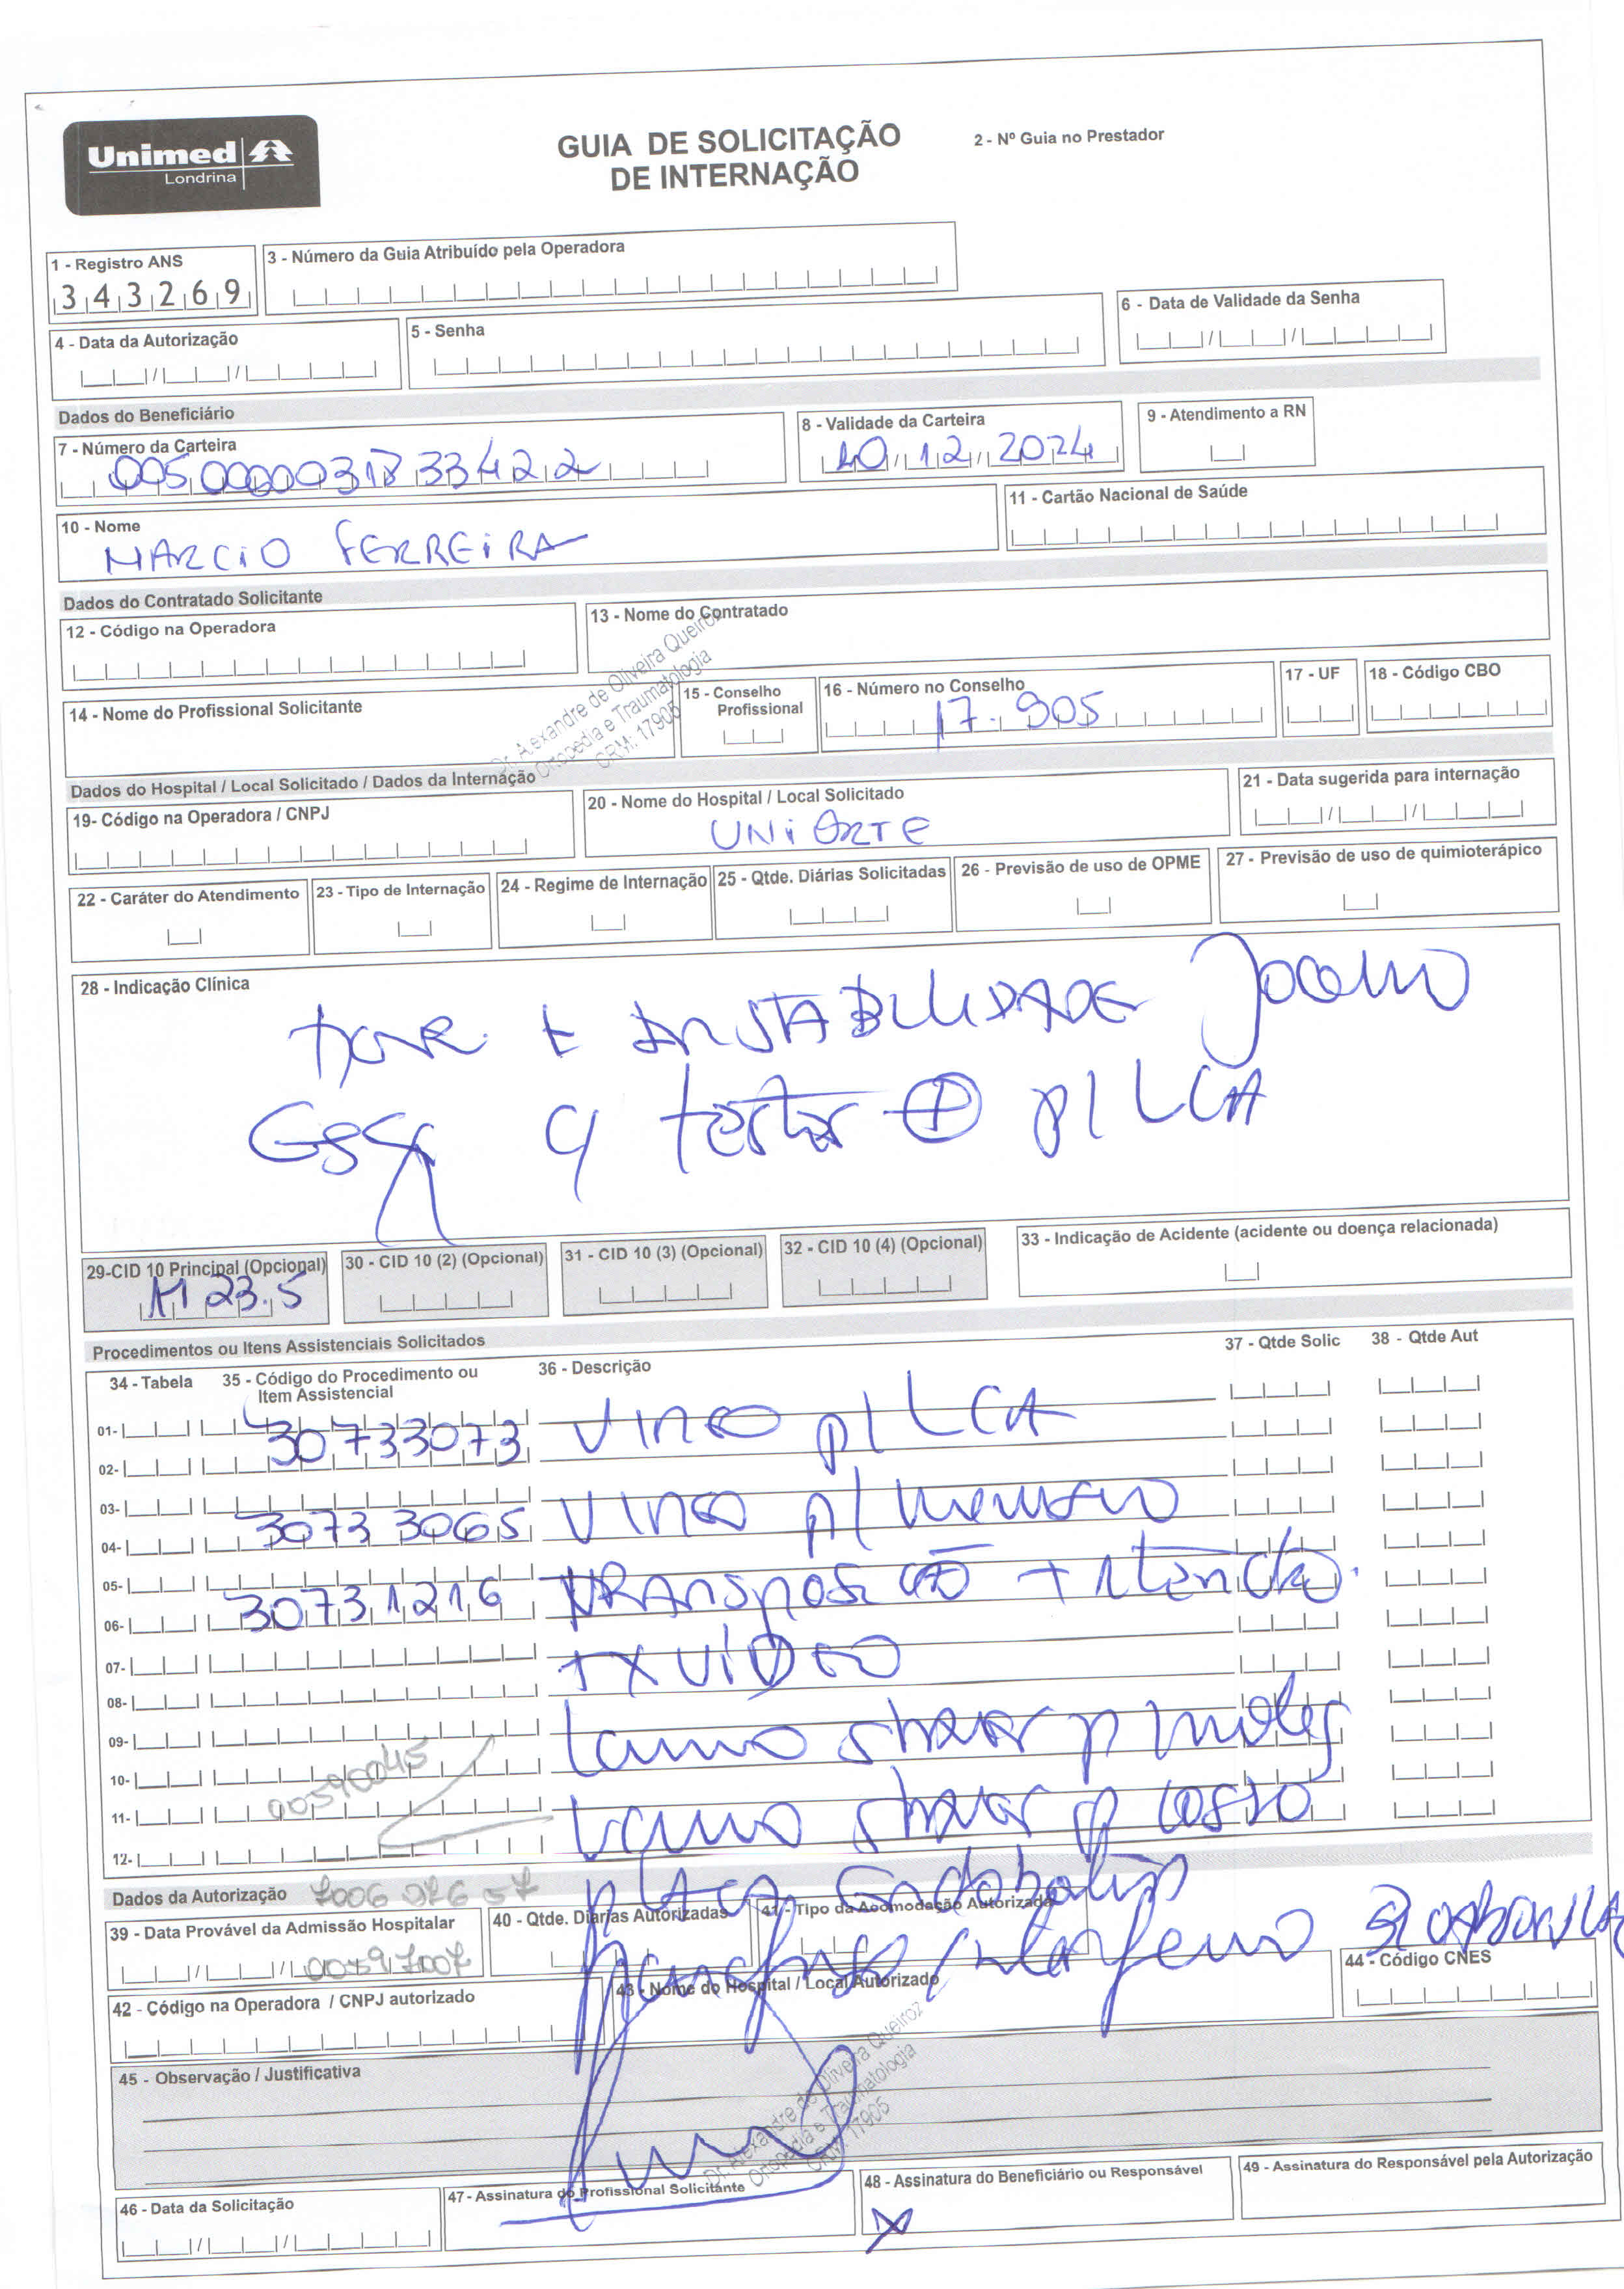 Unimed
Londrina
GUIA DE SOLICITAÇÃO
DE INTERNAÇÃO
2 - Nº Guia no Prestador
1 - Registro ANS
343269
3 - Número da Guia Atribuído pela Operadora
4 - Data da Autorização
5 - Senha
6 - Data de Validade da Senha
Dados do Beneficiário
7 - Número da Carteira
8 - Validade da Carteira
10/12/2024
9 - Atendimento a RN
10 - Nome
MARCIO FERREIRA
11 - Cartão Nacional de Saúde
Dados do Contratado Solicitante
12 - Código na Operadora
13 - Nome do Contratado
14 - Nome do Profissional Solicitante
Dr. Alexandre de Oliveira Queiroz
Ortopedia e Traumatologia
CRM: 17905
15 - Conselho Profissional
16 - Número no Conselho
17.905
17 - UF
18 - Código CBO
Dados do Hospital / Local Solicitado / Dados da Internação
19- Código na Operadora / CNPJ
20 - Nome do Hospital / Local Solicitado
UNIORTE
21 - Data sugerida para internação
22 - Caráter do Atendimento
23 - Tipo de Internação
24 - Regime de Internação
25 - Qtde. Diárias Solicitadas
26 - Previsão de uso de OPME
27 - Previsão de uso de quimioterápico
28 - Indicação Clínica
INSTABILIDADE Joelho
Esq c/ testes + p/ LCA
29-CID 10 Principal (Opcional)
M 23.5
30 - CID 10 (2) (Opcional)
31 - CID 10 (3) (Opcional)
32 - CID 10 (4) (Opcional)
33 - Indicação de Acidente (acidente ou doença relacionada)
Procedimentos ou Itens Assistenciais Solicitados
34 - Tabela
35 - Código do Procedimento ou Item Assistencial
36 - Descrição
37 - Qtde Solic
38 - Qtde Aut
01-
30733073 VIDEO p/ LCA
02-
03-
30733065 VIDEO p/ menisco
04-
05-
30731216 TRANSPOSIÇÃO + 1 tendão.
06-
07-
TX VIDEO
08-
09-
Lamina shaver p/ moles
10-
00590045
11-
Lamina shaver p/ osso
12-
Dados da Autorização
placa Endobotton
39 - Data Provável da Admissão Hospitalar
40 - Qtde. Diárias Autorizadas
41 - Tipo da Acomodação Autorizada
42 - Código na Operadora / CNPJ autorizado
43 - Nome do Hospital / Local Autorizado
44 - Código CNES
45 - Observação / Justificativa
Dr. Alexandre de Oliveira Queiroz
Ortopedia e Traumatologia
CRM: 17905
46 - Data da Solicitação
47 - Assinatura do Profissional Solicitante
48 - Assinatura do Beneficiário ou Responsável
X
49 - Assinatura do Responsável pela Autorização